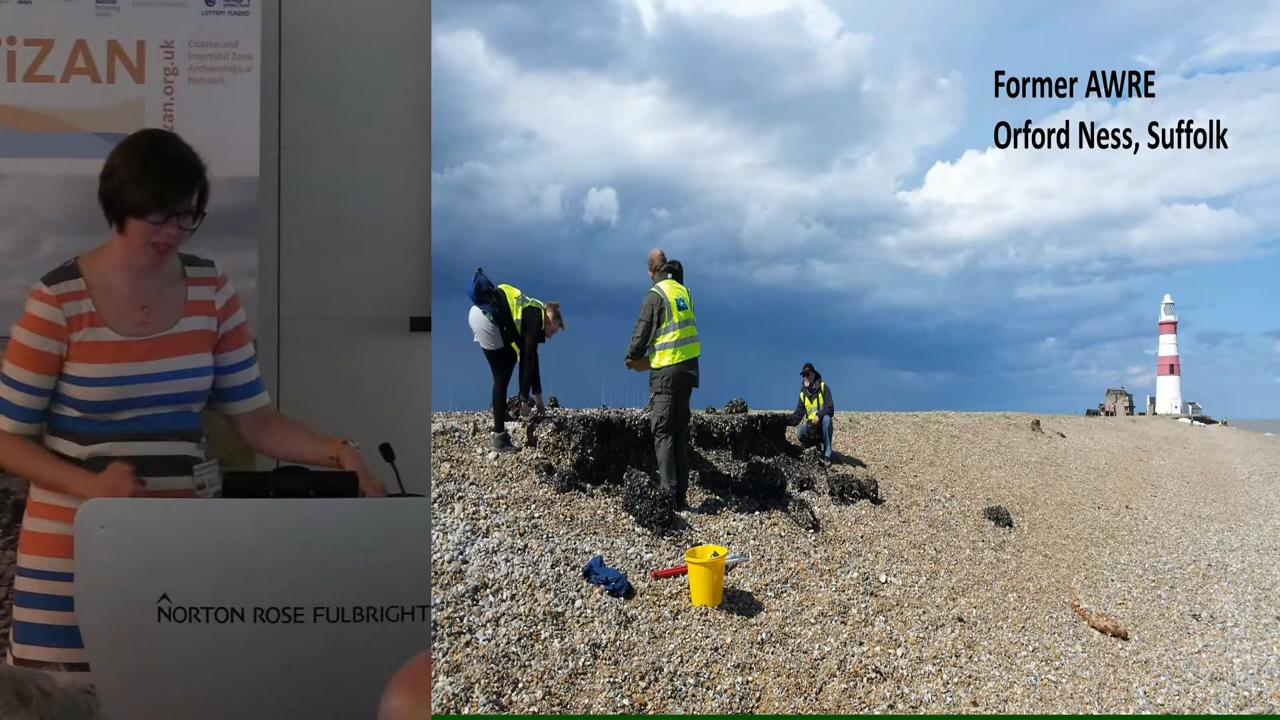 LOTTERY FUNDED
iZAN
zan.org.uk
Coastal and
Intertidal Zone
Archaeological
Network
NORTON ROSE FULBRIGHT
Former AWRE
Orford Ness, Suffolk